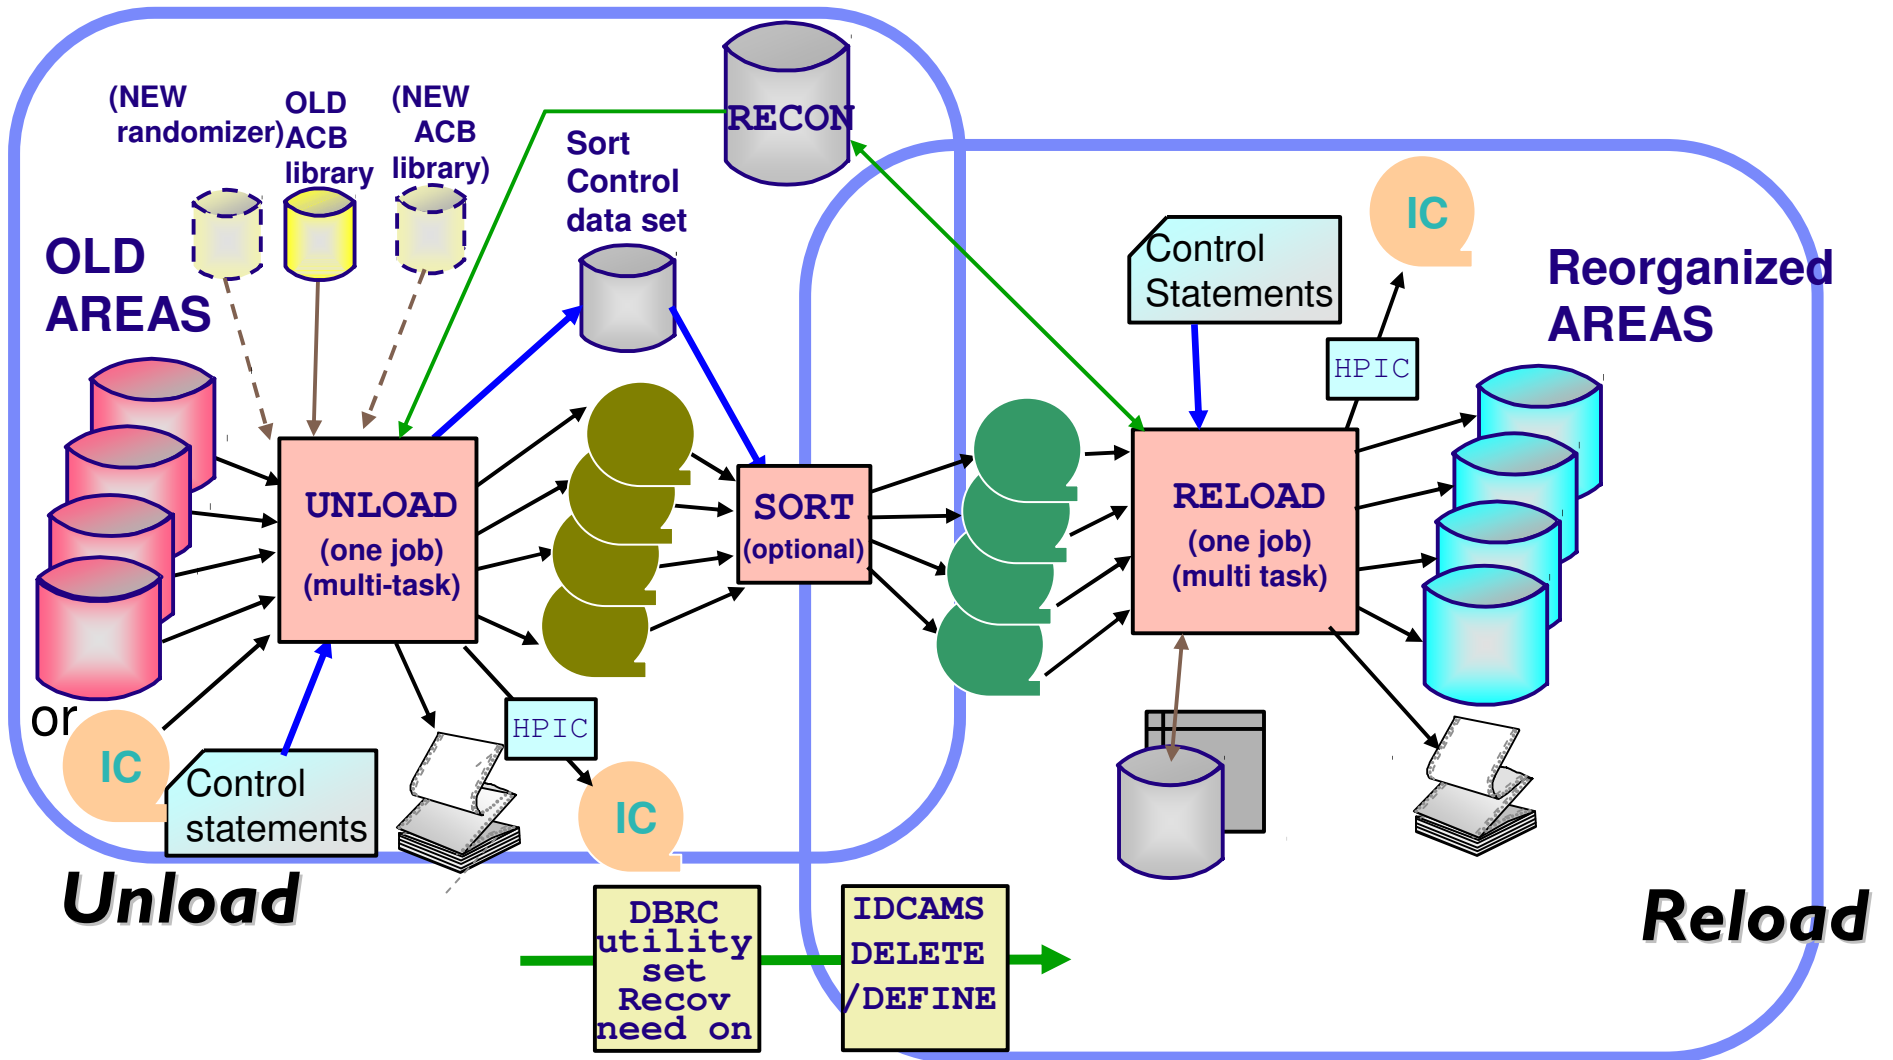 RECON
(NEW
randomizer)
OLD
ACB
library
(NEW
ACB
library)
Sort
Control
data set
OLD
AREAS
Control
Statements
IC
HPIC
Reorganized
AREAS
UNLOAD
(one job)
(multi-task)
SORT
(optional)
RELOAD
(one job)
(multi task)
or
IC
Control
statements
HPIC
IC
Unload
Reload
DBRC
utility
set
Recov
need on
IDCAMS
DELETE
/DEFINE